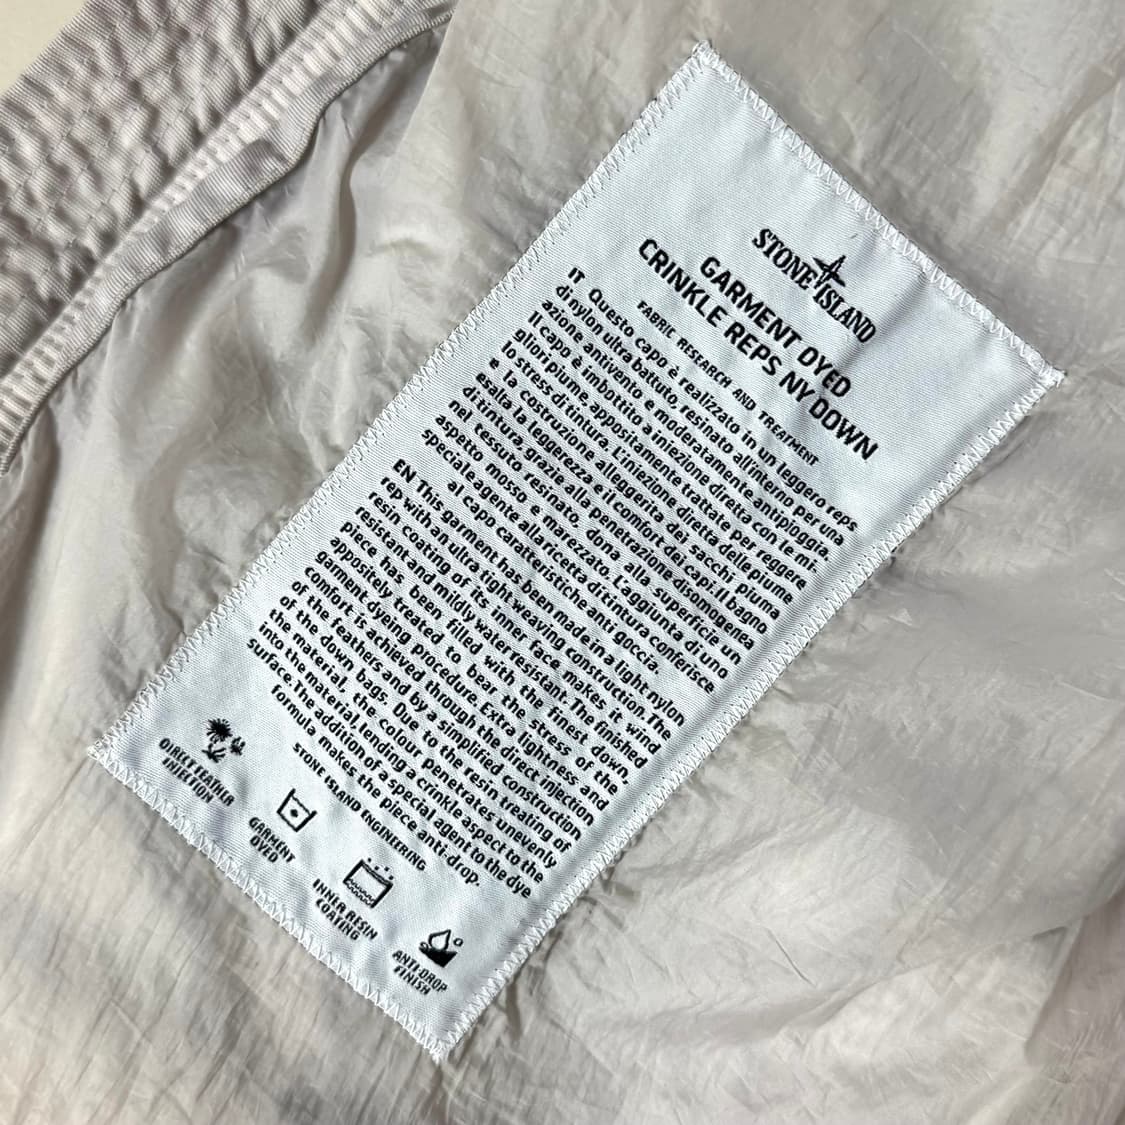 STONE ISLAND
GARMENT DYED
CRINKLE REPS NY DOWN
FABRIC RESEARCH AND TREATMENT
IT Questo capo è realizzato in un leggero reps
di nylon ultra battuto, resinato all'interno per una
azione antivento e moderatamente antipioggia.
Il capo è imbottito a iniezione diretta con le mi-
gliori piume, appositamente trattate per reggere
lo stress di tintura. L'iniezione diretta delle piume
e la costruzione alleggerita dei sacchi piuma
esalta la leggerezza e il comfort dei capi. Il bagno
di tintura, grazie alla penetrazione disomogenea
nel tessuto resinato, dona alla superficie un
aspetto mosso e marezzato. L'aggiunta di uno
speciale agente alla ricetta di tintura conferisce
al capo caratteristiche anti goccia.
EN This garment has been made in a light nylon
rep with an ultra tight weaving construction. The
resin coating of its inner face, makes it wind
resistant and mildly water resistant. The finished
piece has been filled with the finest down,
appositely treated to bear the stress of the
garment dyeing procedure. Extra lightness and
comfort is achieved through the direct injection
of the feathers and by a simplified construction
of the down bags. Due to the resin treating of
the material, the colour penetrates unevenly
into the material, lending a crinkle aspect to the
surface. The addition of a special agent to the dye
formula makes the piece anti-drop.
STONE ISLAND ENGINEERING
DIRECT FEATHER
INJECTION
GARMENT
DYED
INNER RESIN
COATING
ANTI-DROP
FINISH